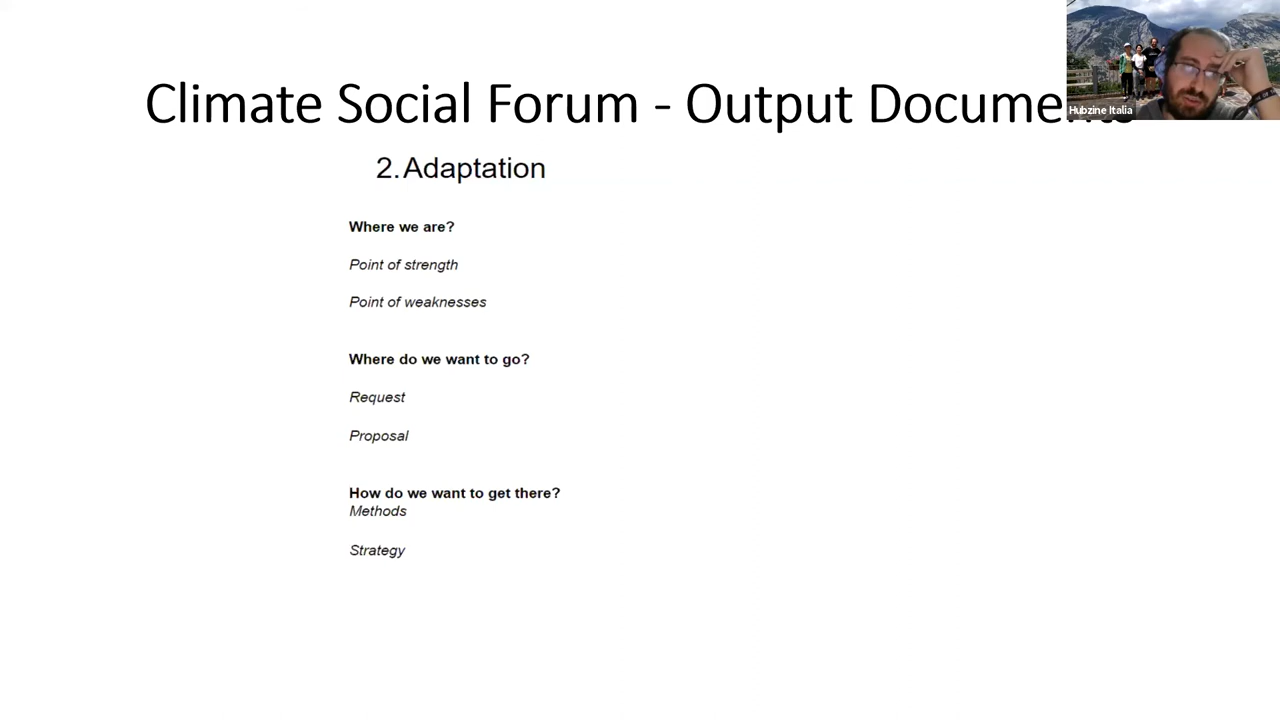 Climate Social Forum - Output Documents
Hubzine Italia
2. Adaptation
Where we are?
Point of strength
Point of weaknesses
Where do we want to go?
Request
Proposal
How do we want to get there?
Methods
Strategy